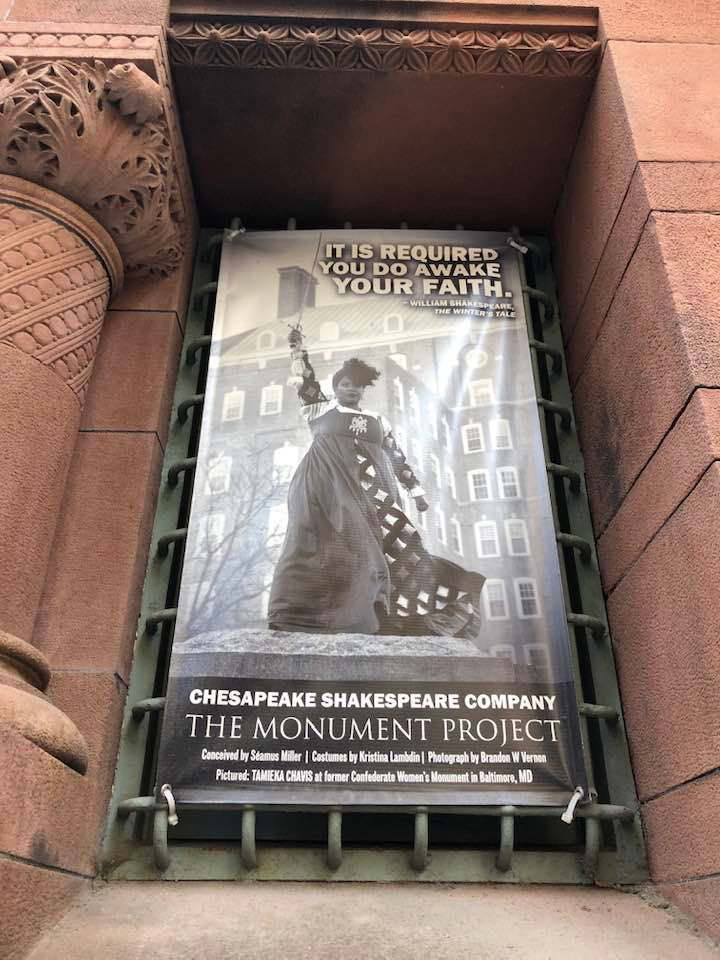 IT IS REQUIRED
YOU DO AWAKE
YOUR FAITH.
- WILLIAM SHAKESPEARE,
THE WINTER'S TALE
CHESAPEAKE SHAKESPEARE COMPANY
THE MONUMENT PROJECT
Conceived by Séamus Miller | Costumes by Kristina Lambdin | Photograph by Brandon W Vernon
Pictured: TAMIEKA CHAVIS at former Confederate Women's Monument in Baltimore, MD